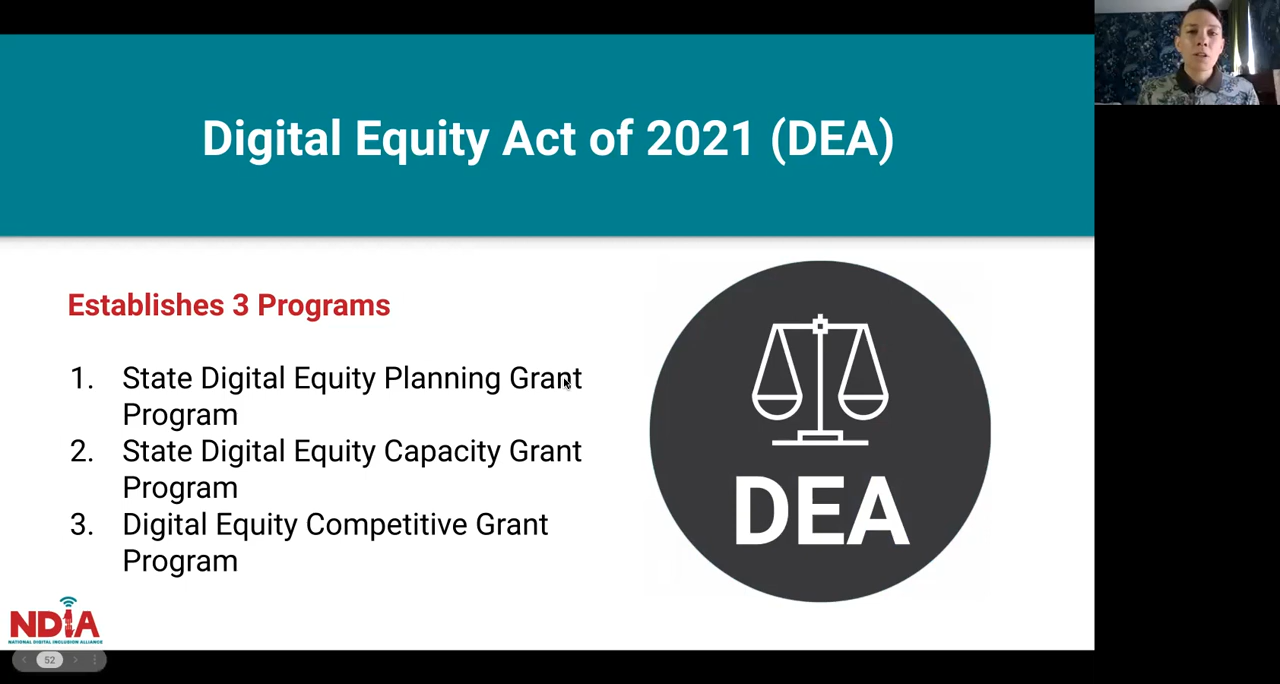 Digital Equity Act of 2021 (DEA)
Establishes 3 Programs
1. State Digital Equity Planning Grant
Program
2. State Digital Equity Capacity Grant
Program
3. Digital Equity Competitive Grant
Program
DEA
NDIA
NATIONAL DIGITAL INCLUSION ALLIANCE
52